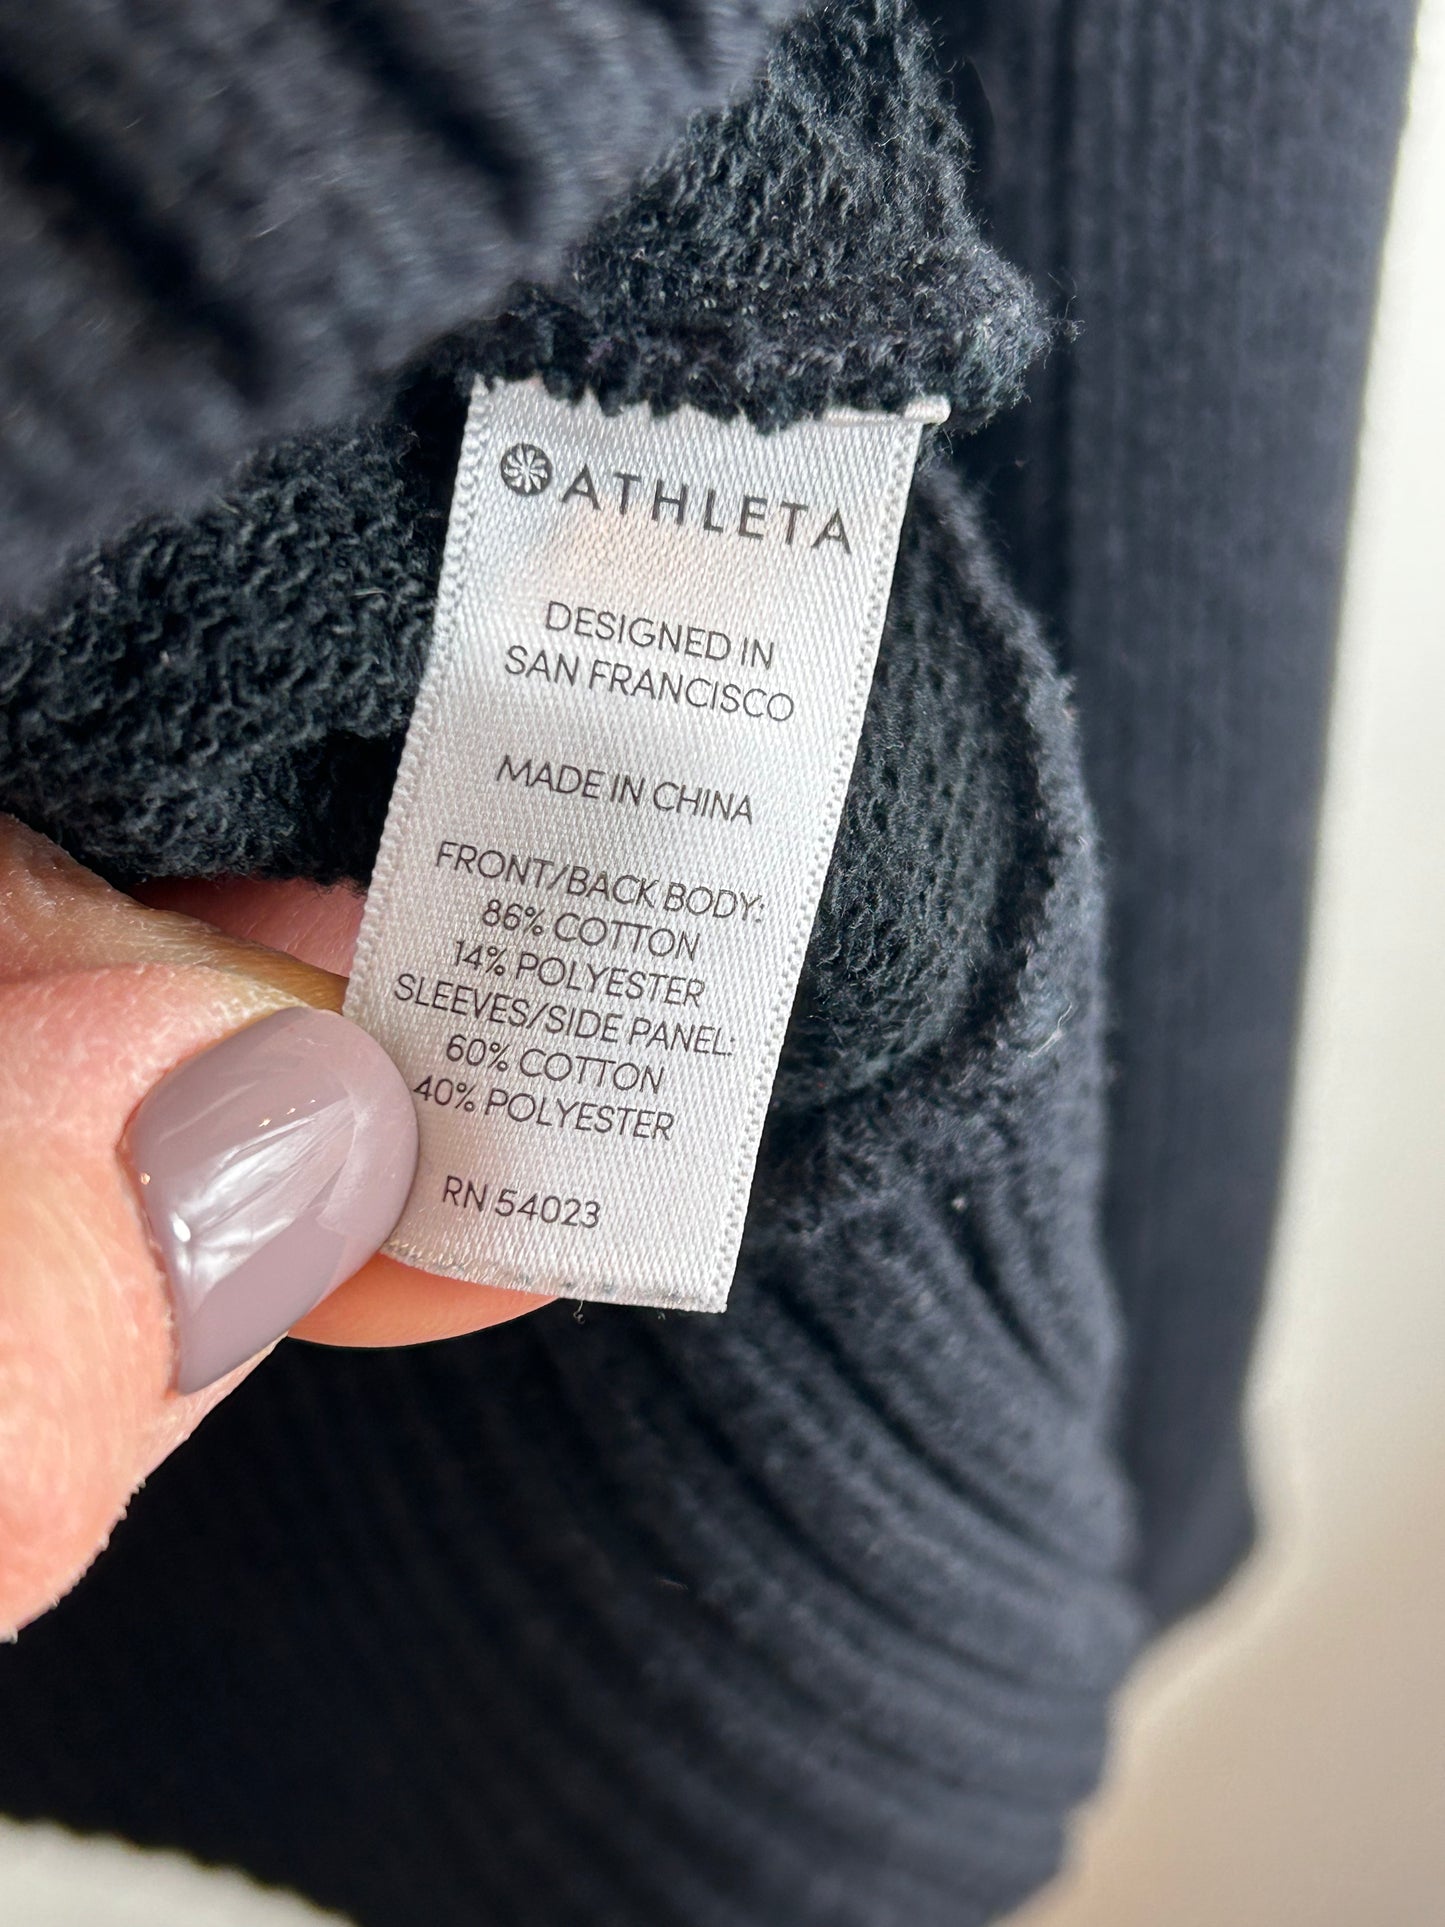 ATHLETA
DESIGNED IN
SAN FRANCISCO
MADE IN CHINA
FRONT/BACK BODY:
86% COTTON
14% POLYESTER
SLEEVES/SIDE PANEL:
60% COTTON
40% POLYESTER
RN 54023